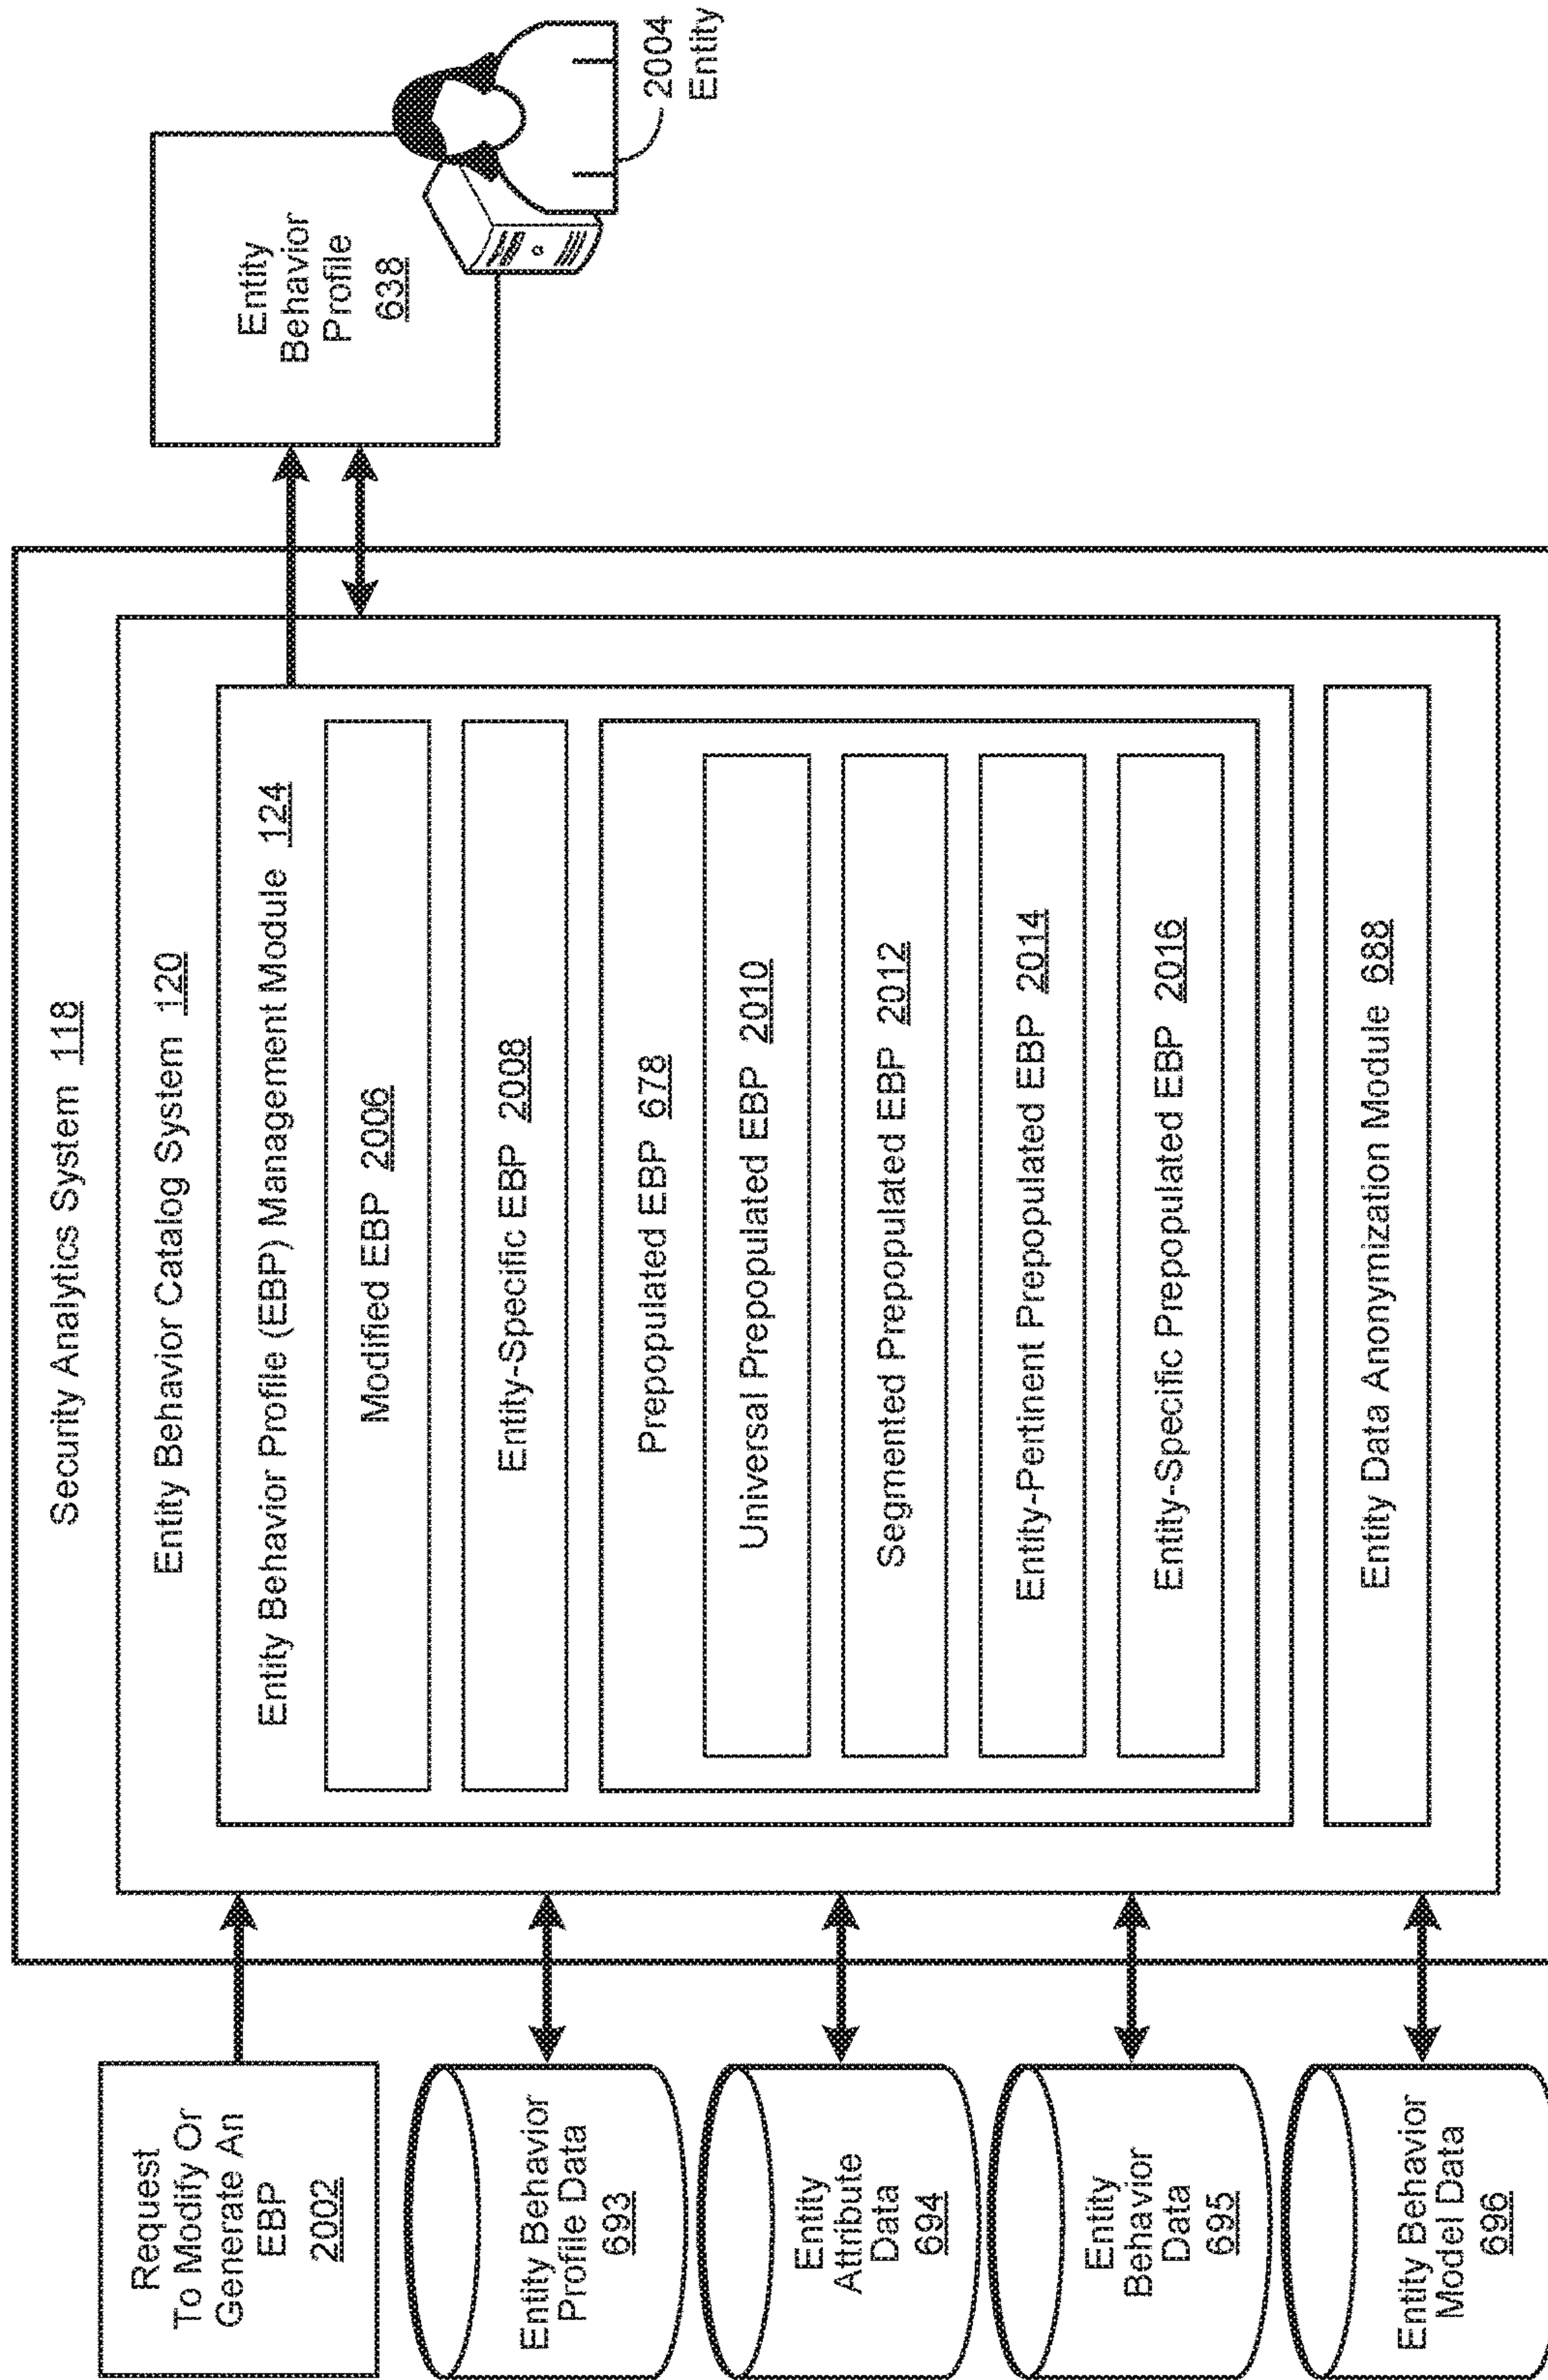 Security Analytics System 118
Entity Behavior Catalog System 120
Entity Behavior Profile (EBP) Management Module 124
Modified EBP 2006
Entity-Specific EBP 2008
Prepopulated EBP 678
Universal Prepopulated EBP 2010
Segmented Prepopulated EBP 2012
Entity-Pertinent Prepopulated EBP 2014
Entity-Specific Prepopulated EBP 2016
Entity Data Anonymization Module 688
Request
To Modify Or
Generate An
EBP
2002
Entity Behavior
Profile Data
693
Entity
Attribute
Data
694
Entity
Behavior
Data
695
Entity Behavior
Model Data
696
Entity
Behavior
Profile
638
2004
Entity